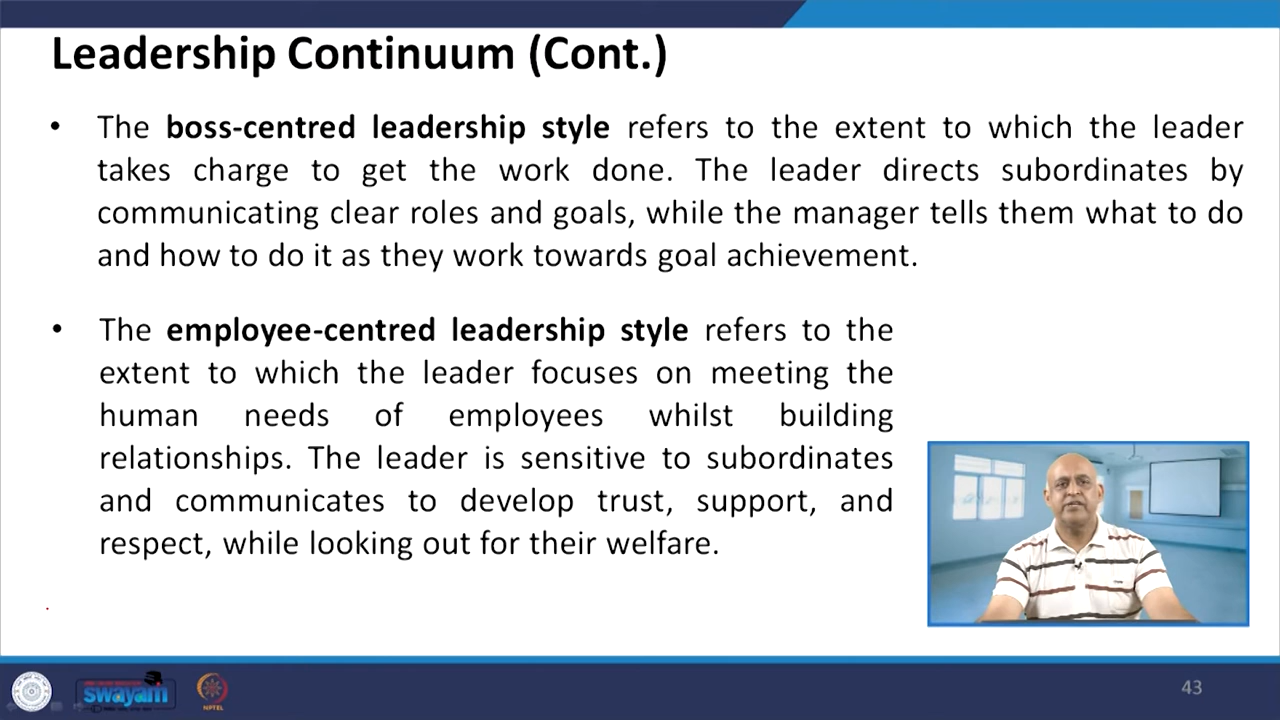 Leadership Continuum (Cont.)
• The boss-centred leadership style refers to the extent to which the leader
takes charge to get the work done. The leader directs subordinates by
communicating clear roles and goals, while the manager tells them what to do
and how to do it as they work towards goal achievement.
• The employee-centred leadership style refers to the
extent to which the leader focuses on meeting the
human needs of employees whilst building
relationships. The leader is sensitive to subordinates
and communicates to develop trust, support, and
respect, while looking out for their welfare.
swayam
NPTEL
43